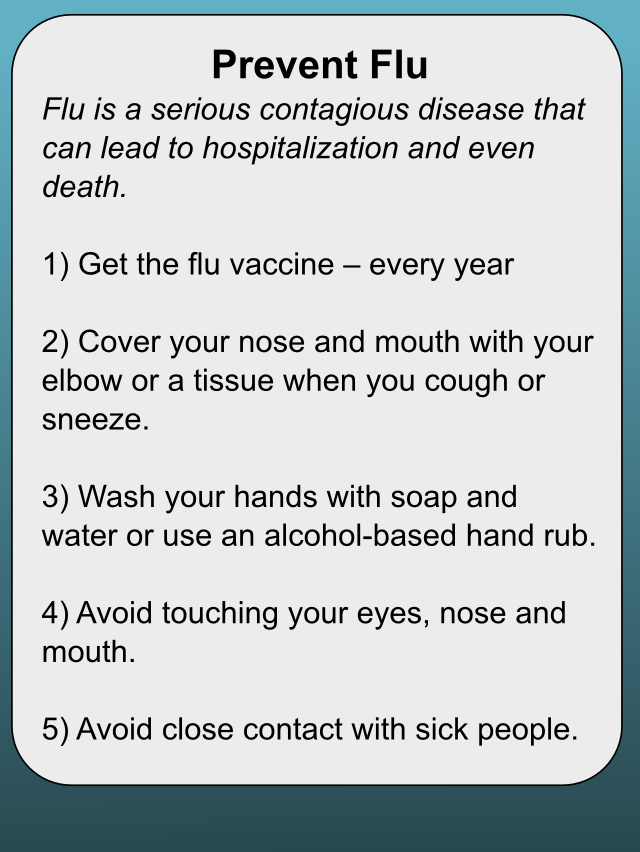 Prevent Flu
Flu is a serious contagious disease that
can lead to hospitalization and even
death.
1) Get the flu vaccine – every year
2) Cover your nose and mouth with your
elbow or a tissue when you cough or
sneeze.
3) Wash your hands with soap and
water or use an alcohol-based hand rub.
4) Avoid touching your eyes, nose and
mouth.
5) Avoid close contact with sick people.